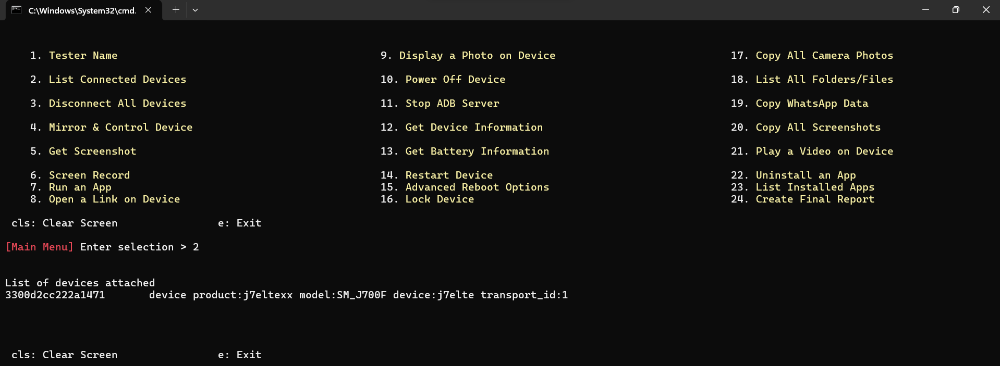 C:\Windows\System32\cmd.
1. Tester Name 9. Display a Photo on Device 17. Copy All Camera Photos
2. List Connected Devices 10. Power Off Device 18. List All Folders/Files
3. Disconnect All Devices 11. Stop ADB Server 19. Copy WhatsApp Data
4. Mirror & Control Device 12. Get Device Information 20. Copy All Screenshots
5. Get Screenshot 13. Get Battery Information 21. Play a Video on Device
6. Screen Record 14. Restart Device 22. Uninstall an App
7. Run an App 15. Advanced Reboot Options 23. List Installed Apps
8. Open a Link on Device 16. Lock Device 24. Create Final Report
cls: Clear Screen e: Exit
[Main Menu] Enter selection > 2
List of devices attached
3300d2cc222a1471 device product:j7eltexx model:SM_J700F device:j7elte transport_id:1
cls: Clear Screen e: Exit